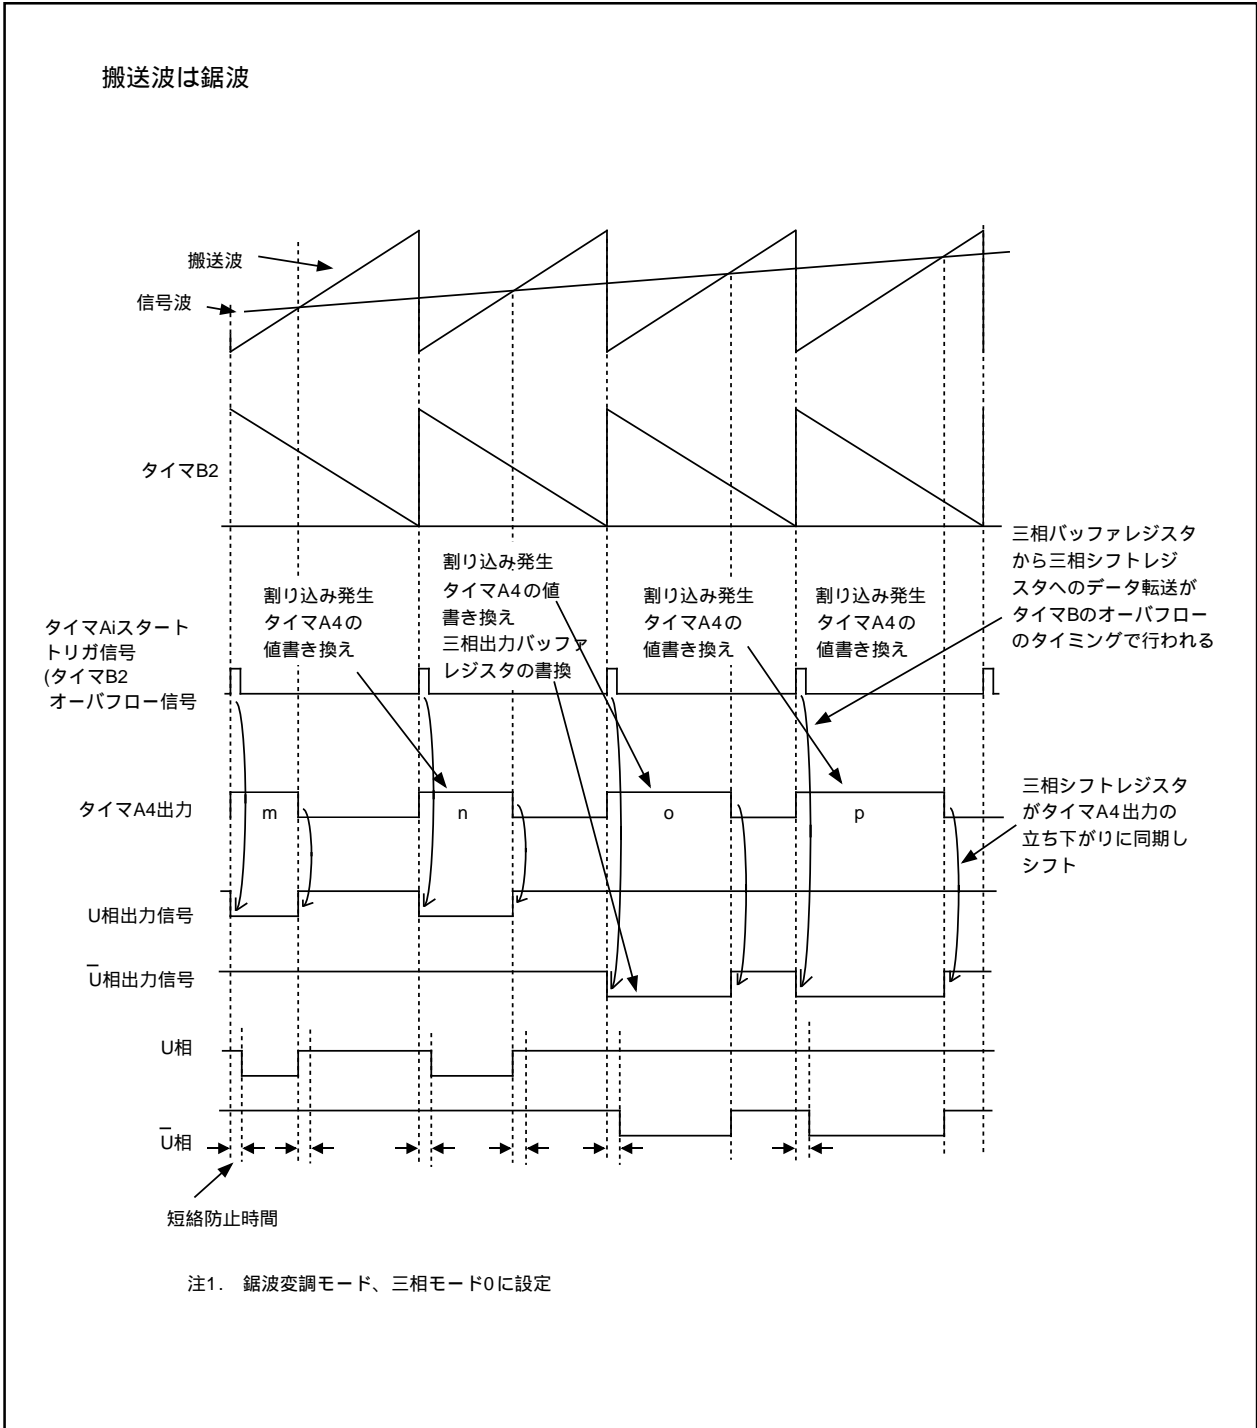 搬送波は鋸波
搬送波
信号波
タイマB2
三相バッファレジスタ
から三相シフトレジ
スタへのデータ転送が
タイマBのオーバフロー
のタイミングで行われる
割り込み発生
タイマA4の
値書き換え
割り込み発生
タイマA4の値
書き換え
三相出力バッファ
レジスタの書換
割り込み発生
タイマA4の
値書き換え
割り込み発生
タイマA4の
値書き換え
タイマAiスタート
トリガ信号
(タイマB2
オーバフロー信号
タイマA4出力
m
n
o
p
三相シフトレジスタ
がタイマA4出力の
立ち下がりに同期し
シフト
U相出力信号
U̅相出力信号
U相
U̅相
短絡防止時間
注1. 鋸波変調モード、三相モード0に設定